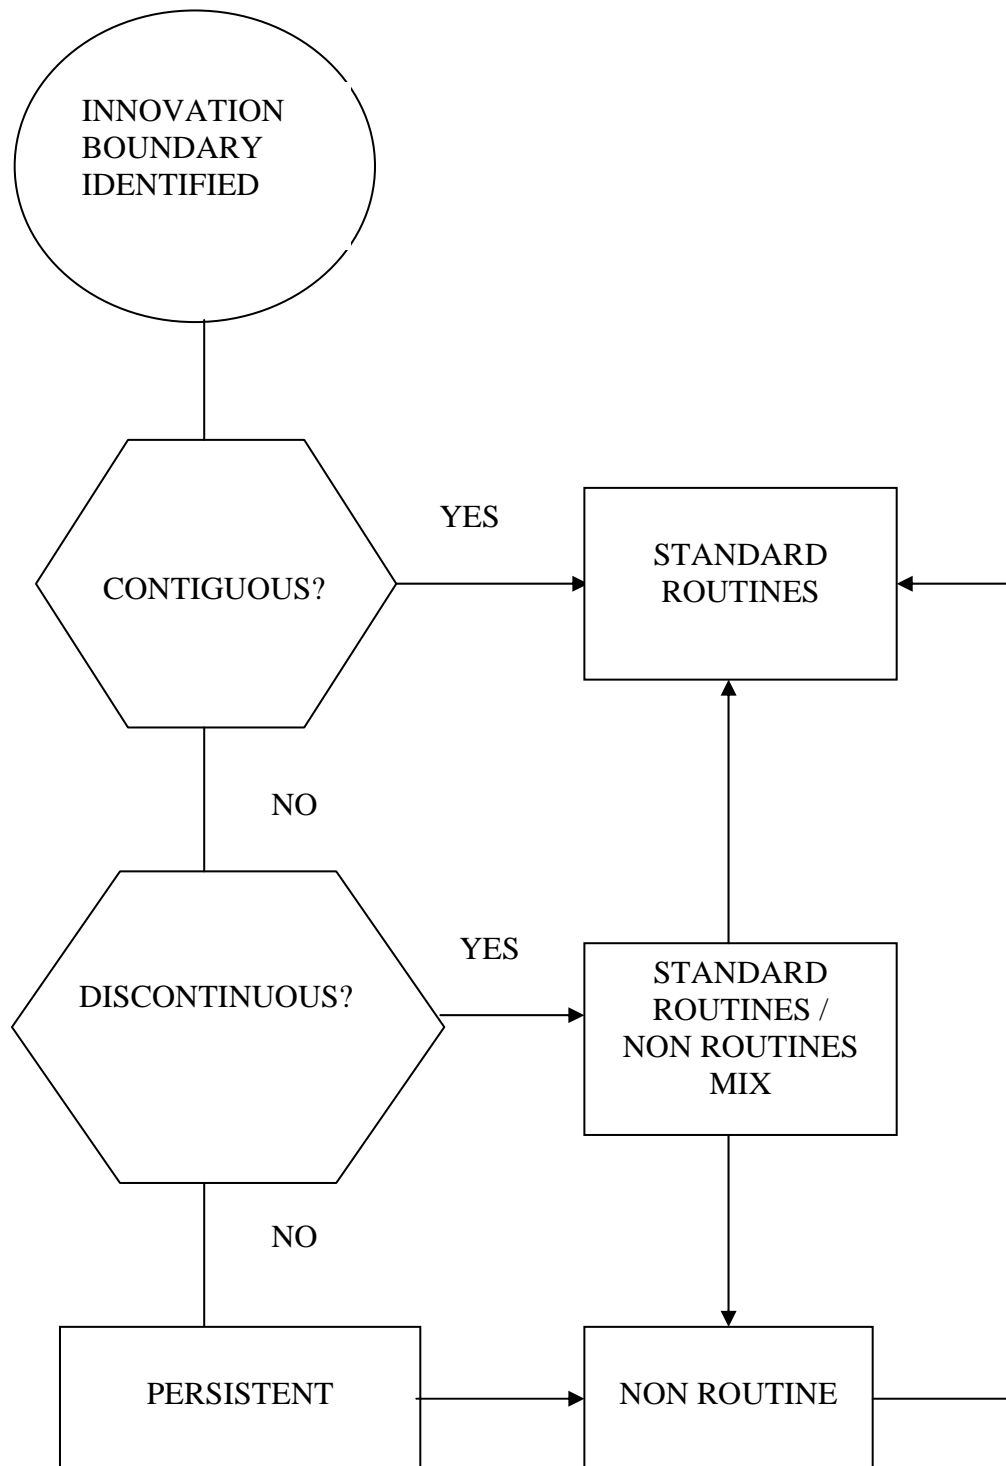 INNOVATION
BOUNDARY
IDENTIFIED
YES
CONTIGUOUS?
STANDARD
ROUTINES
NO
YES
DISCONTINUOUS?
STANDARD
ROUTINES /
NON ROUTINES
MIX
NO
PERSISTENT
NON ROUTINE